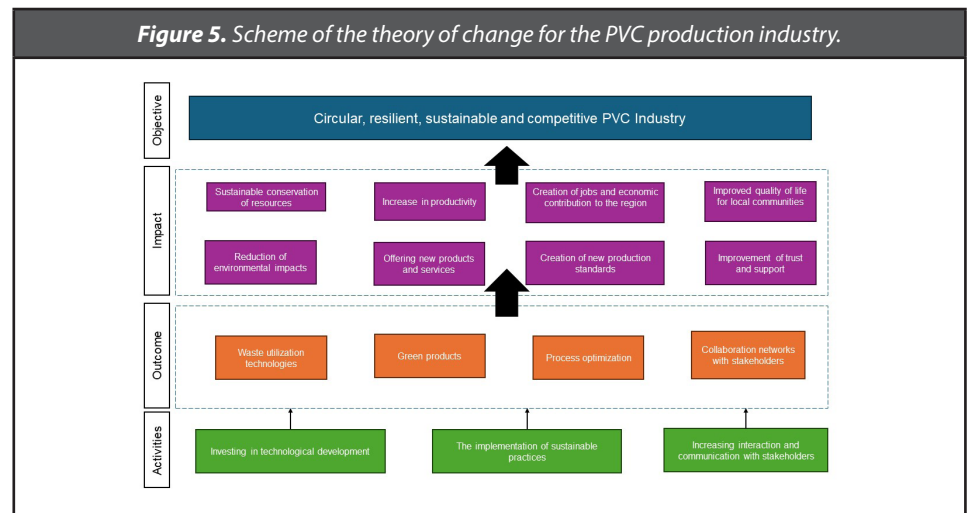 Figure 5. Scheme of the theory of change for the PVC production industry.
Objective
Circular, resilient, sustainable and competitive PVC Industry
Impact
Sustainable conservation
of resources
Increase in productivity
Creation of jobs and economic
contribution to the region
Improved quality of life
for local communities
Reduction of
environmental impacts
Offering new products
and services
Creation of new production
standards
Improvement of trust
and support
Outcome
Waste utilization
technologies
Green products
Process optimization
Collaboration networks
with stakeholders
Activities
Investing in technological development
The implementation of sustainable
practices
Increasing interaction and
communication with stakeholders